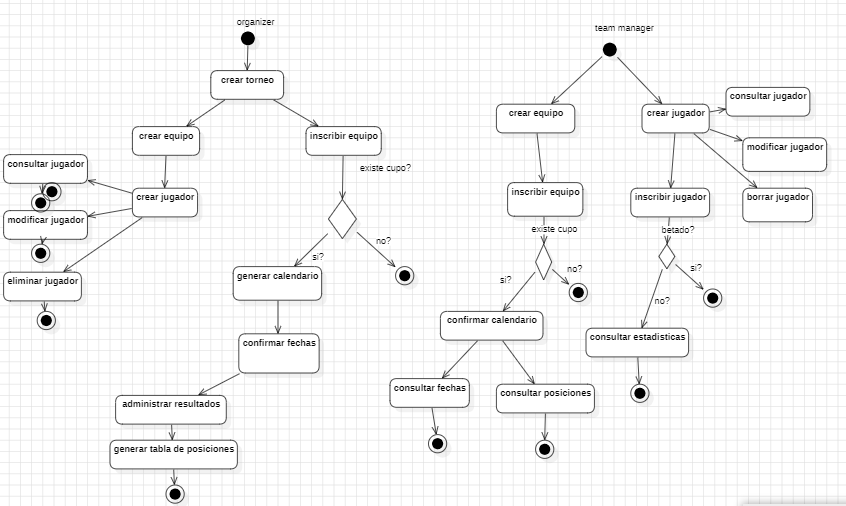 organizer
crear torneo
crear equipo
inscribir equipo
existe cupo?
consultar jugador
crear jugador
modificar jugador
eliminar jugador
si?
no?
generar calendario
confirmar fechas
administrar resultados
generar tabla de posiciones
team manager
crear equipo
crear jugador
consultar jugador
modificar jugador
inscribir equipo
inscribir jugador
borrar jugador
existe cupo
betado?
si?
no?
no?
si?
confirmar calendario
consultar estadisticas
consultar fechas
consultar posiciones